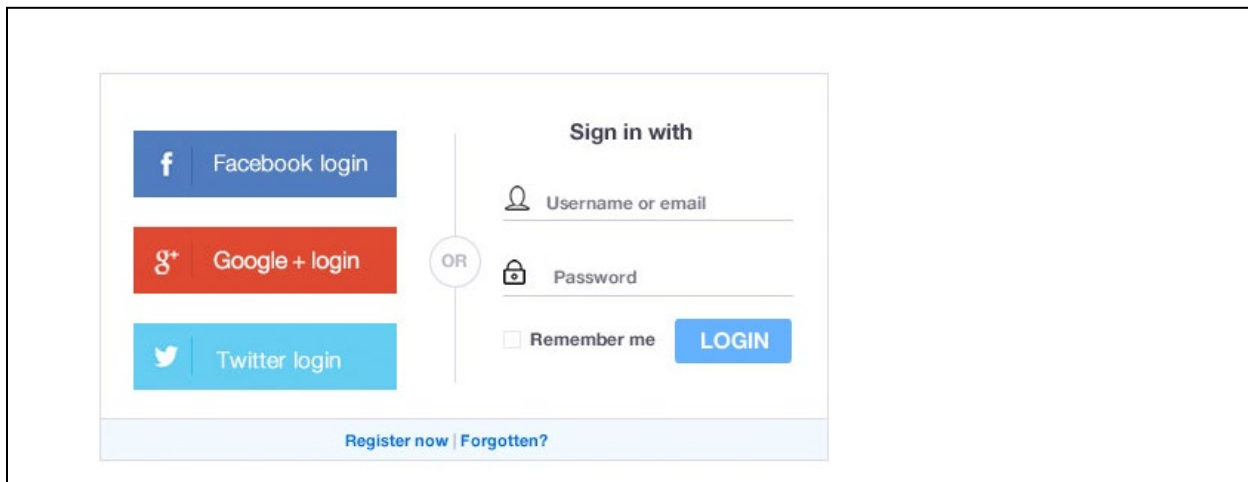 f Facebook login
g+ Google + login
Twitter login
OR
Sign in with
Username or email
Password
Remember me LOGIN
Register now | Forgotten?